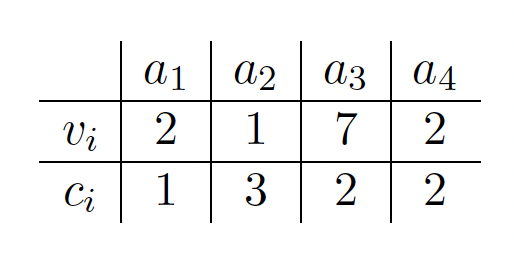 a₁ a₂ a₃ a₄
vᵢ 2 1 7 2
cᵢ 1 3 2 2